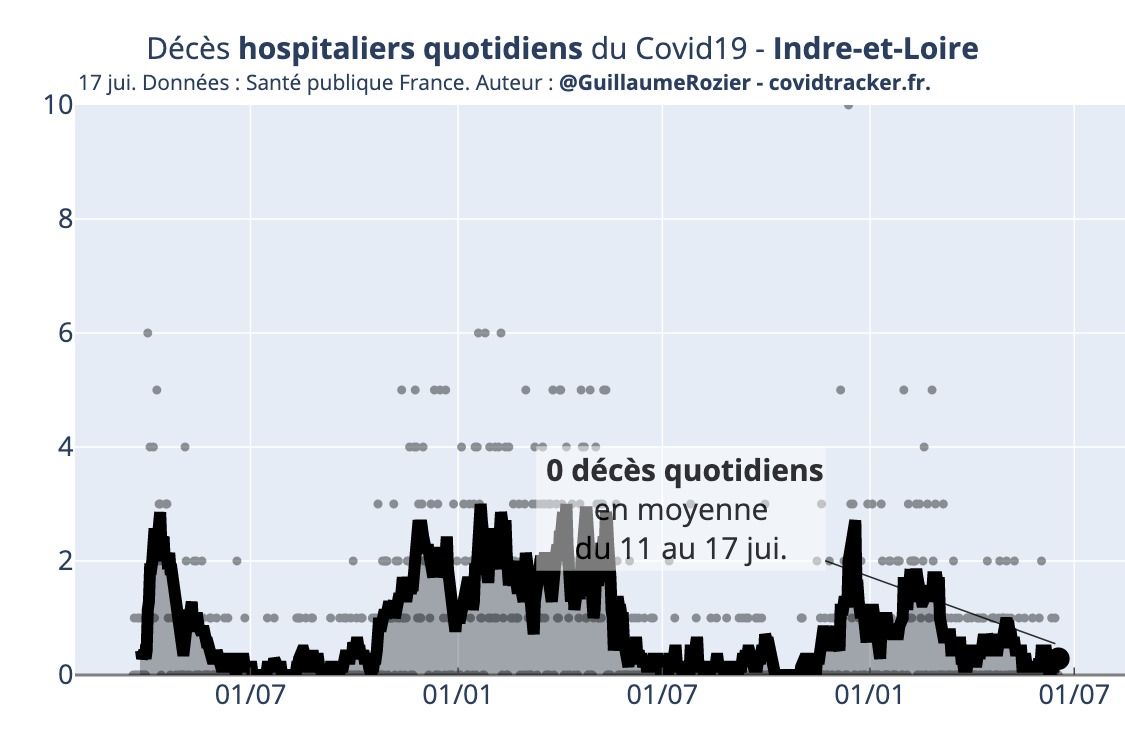 Décès hospitaliers quotidiens du Covid19 - Indre-et-Loire
17 jui. Données : Santé publique France. Auteur : @GuillaumeRozier - covidtracker.fr.
10
8
6
4
2
0
0 décès quotidiens
en moyenne
du 11 au 17 jui.
01/07 01/01 01/07 01/01 01/07